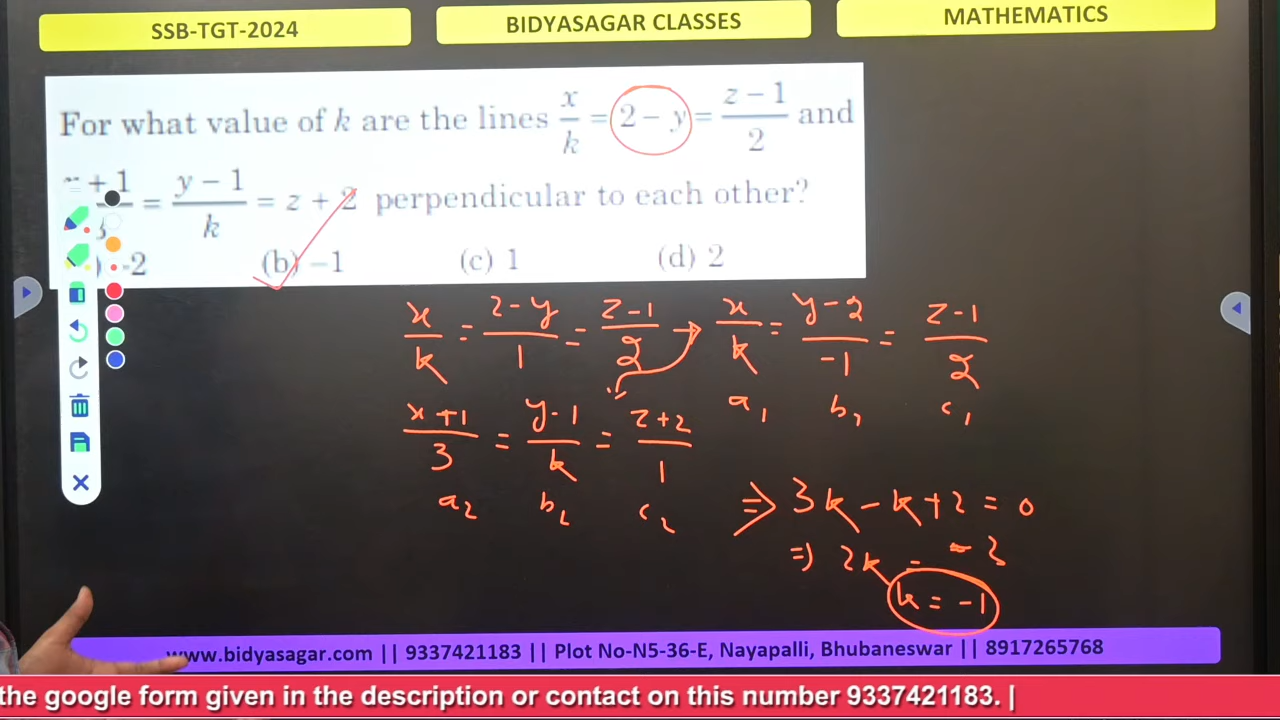 SSB-TGT-2024
BIDYASAGAR CLASSES
MATHEMATICS
For what value of k are the lines x/k = 2 − y = (z − 1)/2 and
+ 1 = (y − 1)/k = z + 2 perpendicular to each other?
-2 (b) −1 (c) 1 (d) 2
x/k = (2-y)/1 = (z-1)/2 → x/k = (y-2)/-1 = (z-1)/2
a₁ b₁ c₁
(x+1)/3 = (y-1)/k = (z+2)/1
a₂ b₂ c₂
⇒ 3k - k + 2 = 0
⇒ 2k = -2
k = -1
www.bidyasagar.com || 9337421183 || Plot No-N5-36-E, Nayapalli, Bhubaneswar || 8917265768
the google form given in the description or contact on this number 9337421183. |